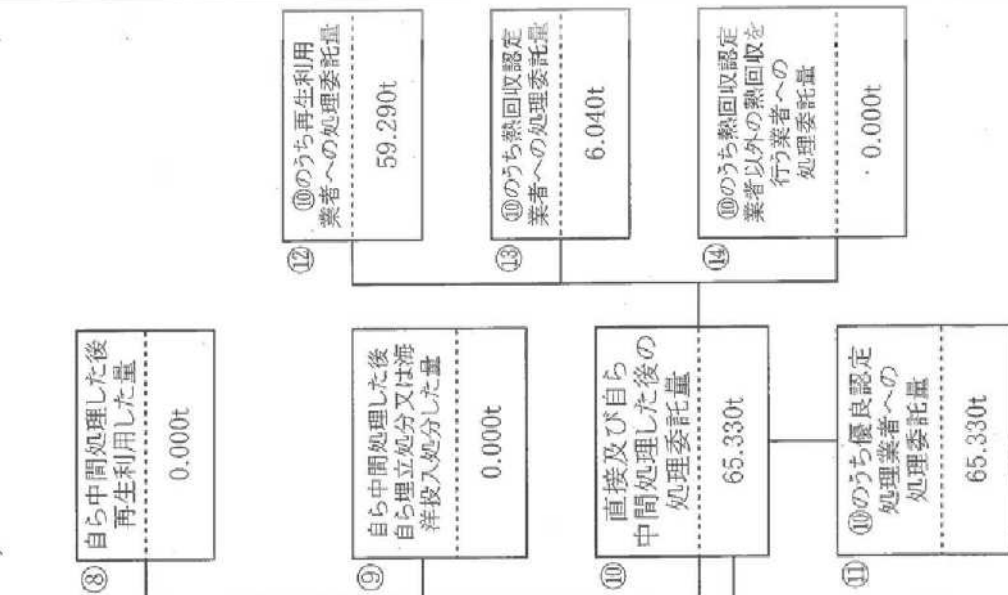 ⑧
自ら中間処理した後
再生利用した量
0.000t
⑨
自ら中間処理した後
自ら埋立処分又は海
洋投入処分した量
0.000t
⑩
直接及び自ら
中間処理した後の
処理委託量
65.330t
⑪
⑩のうち優良認定
処理業者への
処理委託量
65.330t
⑫
⑩のうち再生利用
業者への処理委託量
59.290t
⑬
⑩のうち熱回収認定
業者への処理委託量
6.040t
⑭
⑩のうち熱回収認定
業者以外の熱回収を
行う業者への
処理委託量
0.000t